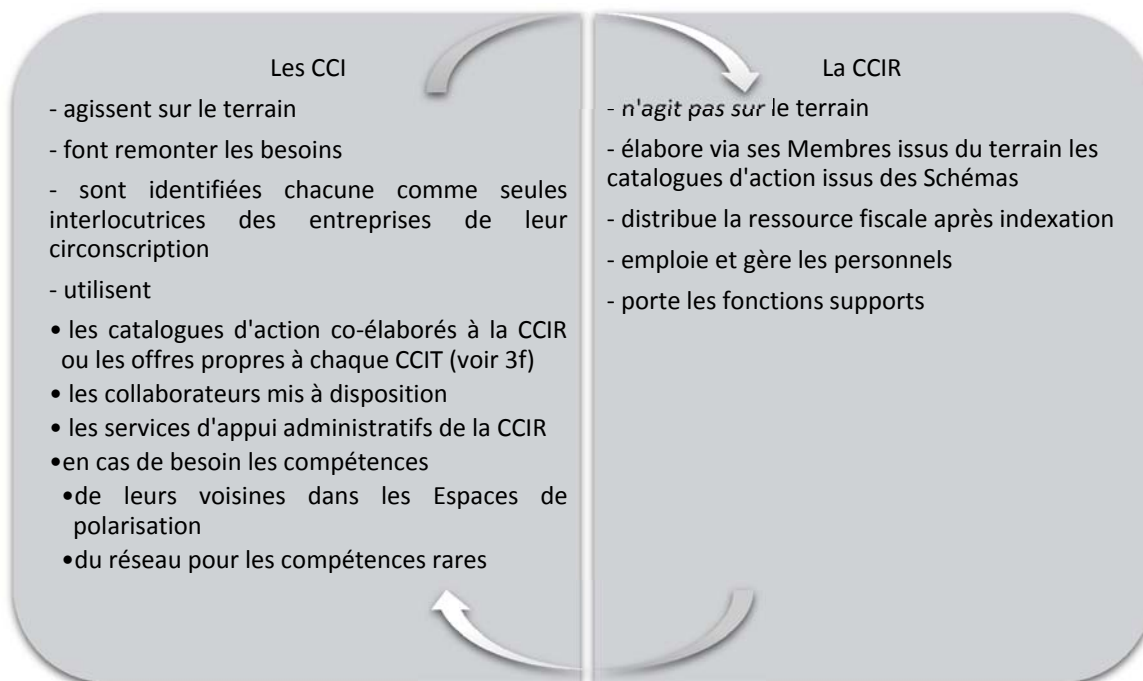 Les CCI
- agissent sur le terrain
- font remonter les besoins
- sont identifiées chacune comme seules
interlocutrices des entreprises de leur
circonscription
- utilisent
• les catalogues d'action co-élaborés à la CCIR
ou les offres propres à chaque CCIT (voir 3f)
• les collaborateurs mis à disposition
• les services d'appui administratifs de la CCIR
•en cas de besoin les compétences
•de leurs voisines dans les Espaces de
polarisation
•du réseau pour les compétences rares
La CCIR
- n'agit pas sur le terrain
- élabore via ses Membres issus du terrain les
catalogues d'action issus des Schémas
- distribue la ressource fiscale après indexation
- emploie et gère les personnels
- porte les fonctions supports